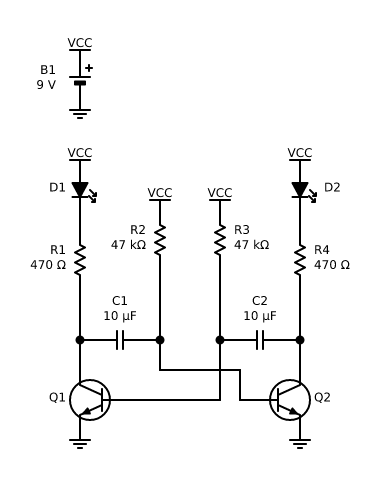 VCC
B1
9 V
+
VCC
VCC
D1
D2
VCC
VCC
R1
470 Ω
R2
47 kΩ
R3
47 kΩ
R4
470 Ω
C1
10 µF
C2
10 µF
Q1
Q2